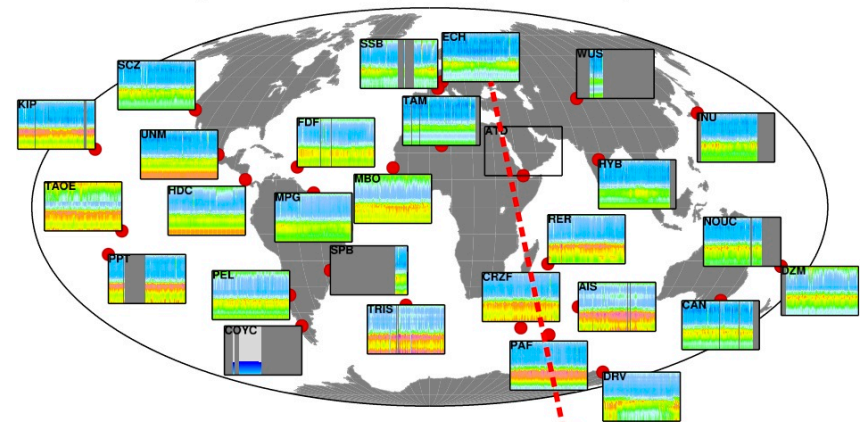 ECH
SSB
WUS
SCZ
KIP
TAM
INU
FDF
ATD
UNM
HYB
MBO
TAOE
HDC
MPG
RER
NOUC
SPB
PPT
DZM
PEL
CRZF
AIS
CAN
TRIS
COYC
PAF
DRV